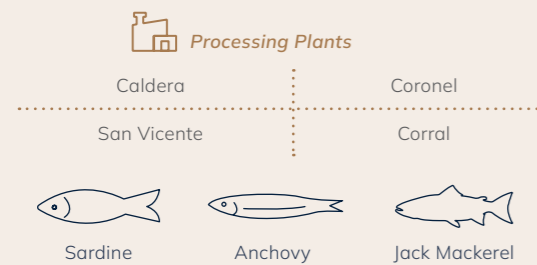 Processing Plants
Caldera
Coronel
San Vicente
Corral
Sardine
Anchovy
Jack Mackerel